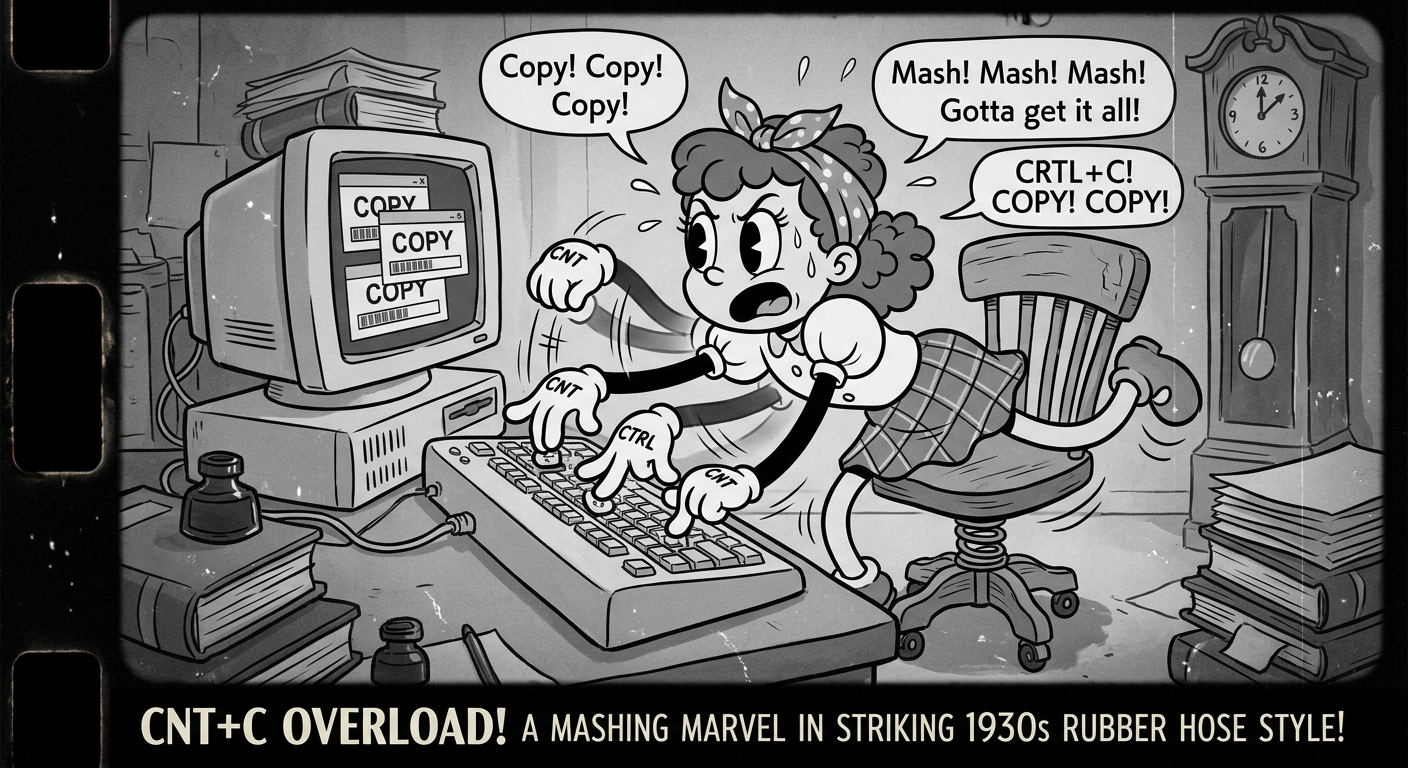 Copy! Copy!
Copy!
Mash! Mash! Mash!
Gotta get it all!
CRTL+C!
COPY! COPY!
COPY
COPY
COPY
CNT
CNT
CTRL
CNT
12
3
6
9
CNT+C OVERLOAD! A MASHING MARVEL IN STRIKING 1930s RUBBER HOSE STYLE!